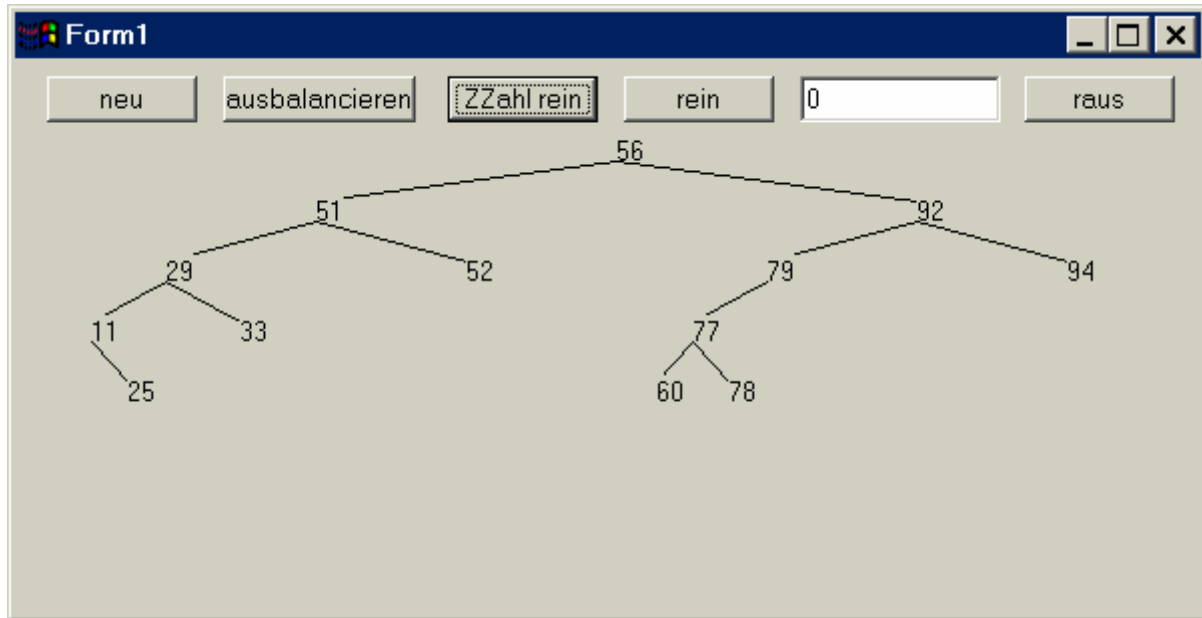 Form1
neu ausbalancieren ZZahl rein rein 0 raus
56
51 92
29 52 79 94
11 33 77
25 60 78